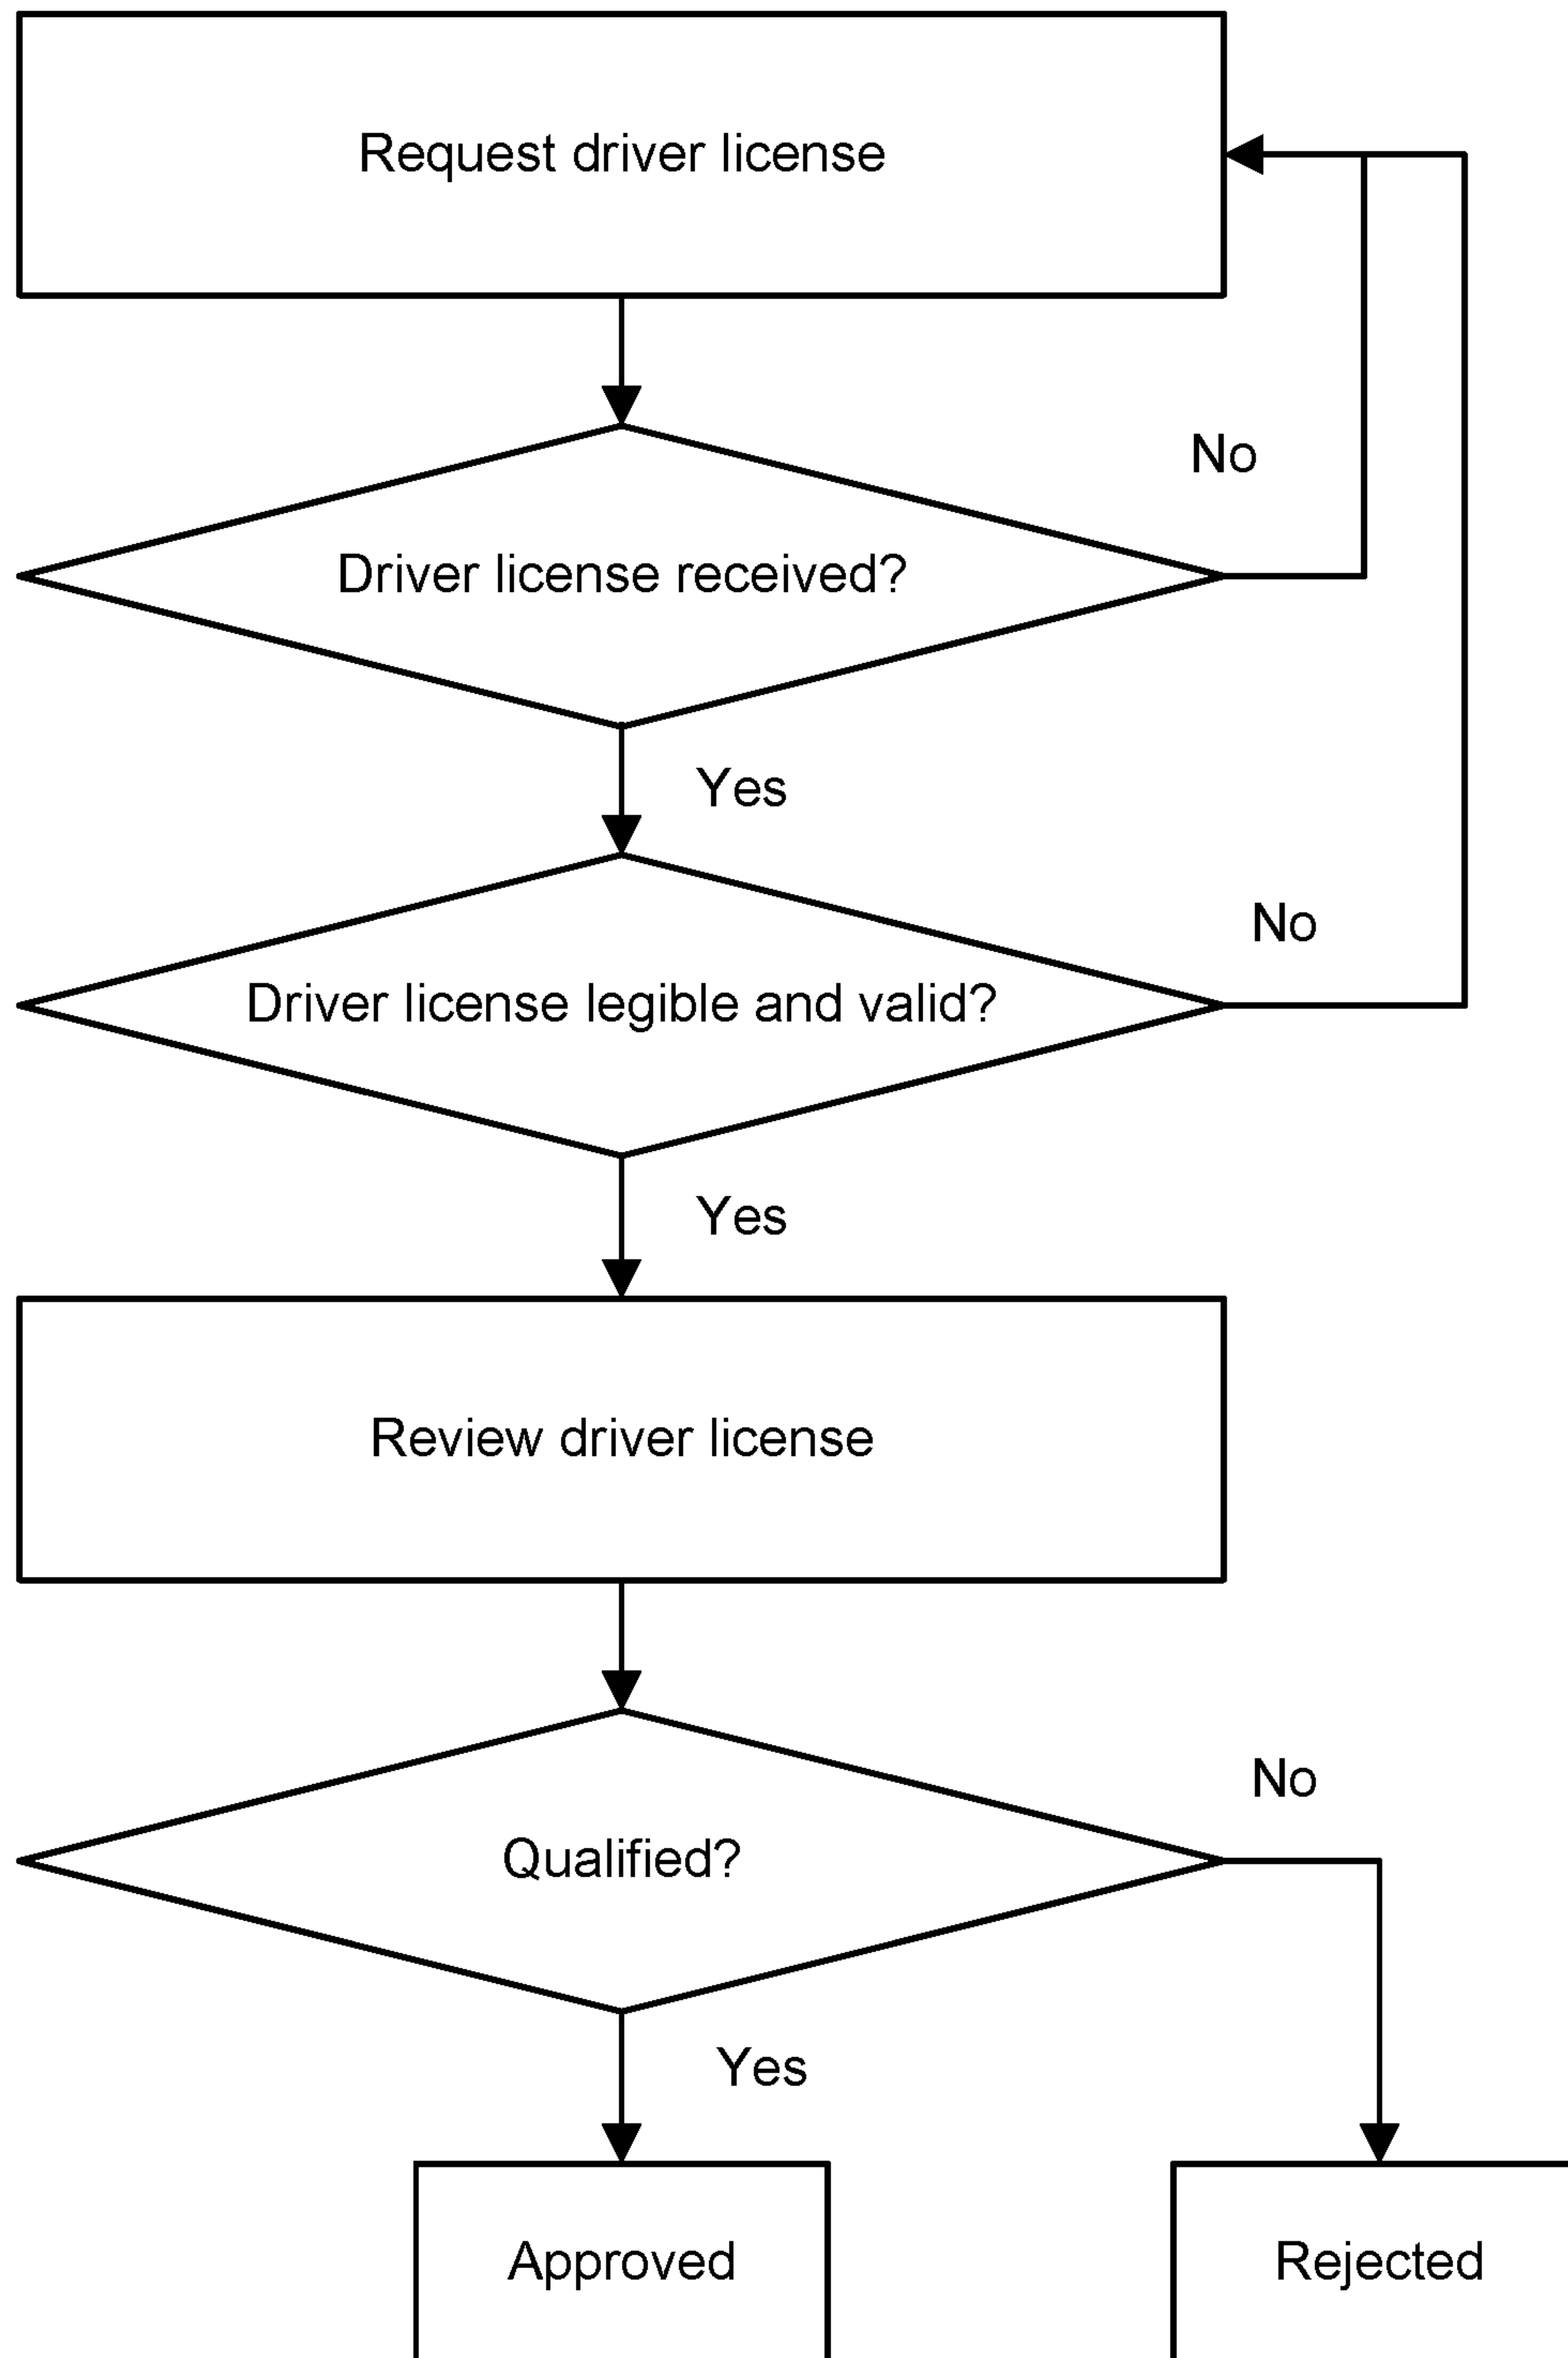 Request driver license
No
Driver license received?
Yes
No
Driver license legible and valid?
Yes
Review driver license
No
Qualified?
Yes
Approved
Rejected